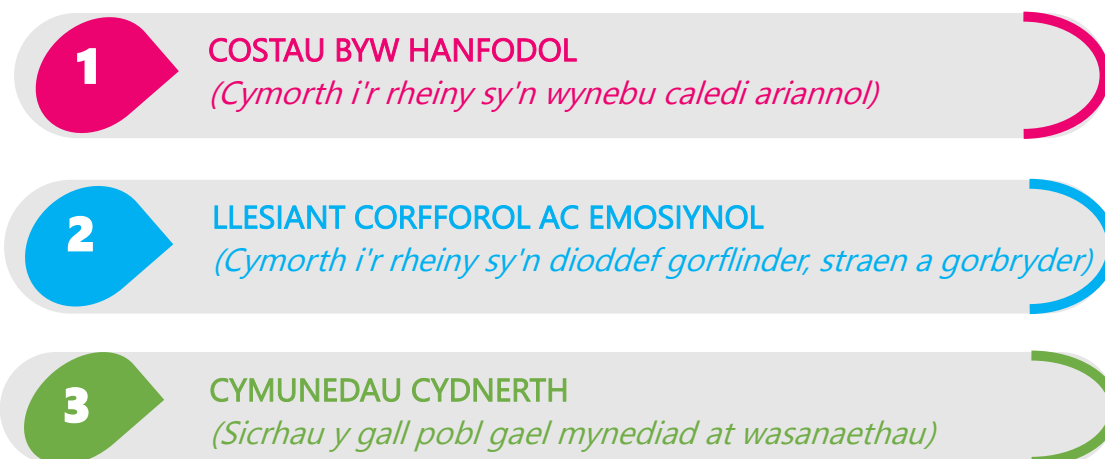 1
COSTAU BYW HANFODOL
(Cymorth i'r rheiny sy'n wynebu caledi ariannol)
2
LLESIANT CORFFOROL AC EMOSIYNOL
(Cymorth i'r rheiny sy'n dioddef gorflinder, straen a gorbryder)
3
CYMUNEDAU CYDNERTH
(Sicrhau y gall pobl gael mynediad at wasanaethau)